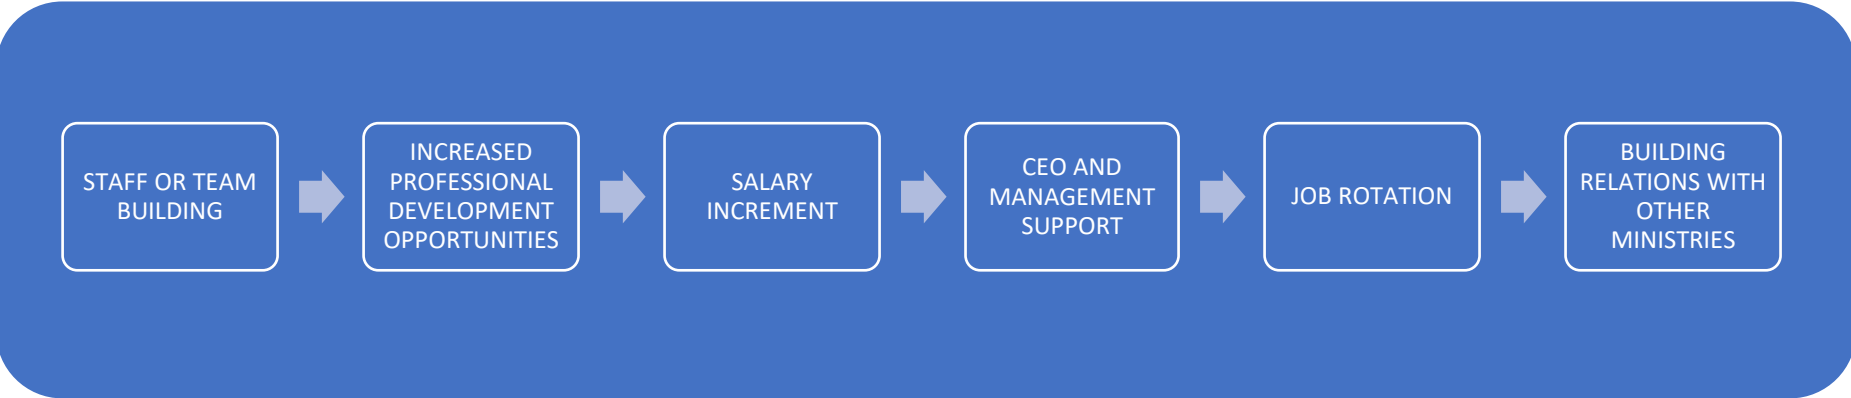 STAFF OR TEAM
BUILDING
INCREASED
PROFESSIONAL
DEVELOPMENT
OPPORTUNITIES
SALARY
INCREMENT
CEO AND
MANAGEMENT
SUPPORT
JOB ROTATION
BUILDING
RELATIONS WITH
OTHER
MINISTRIES